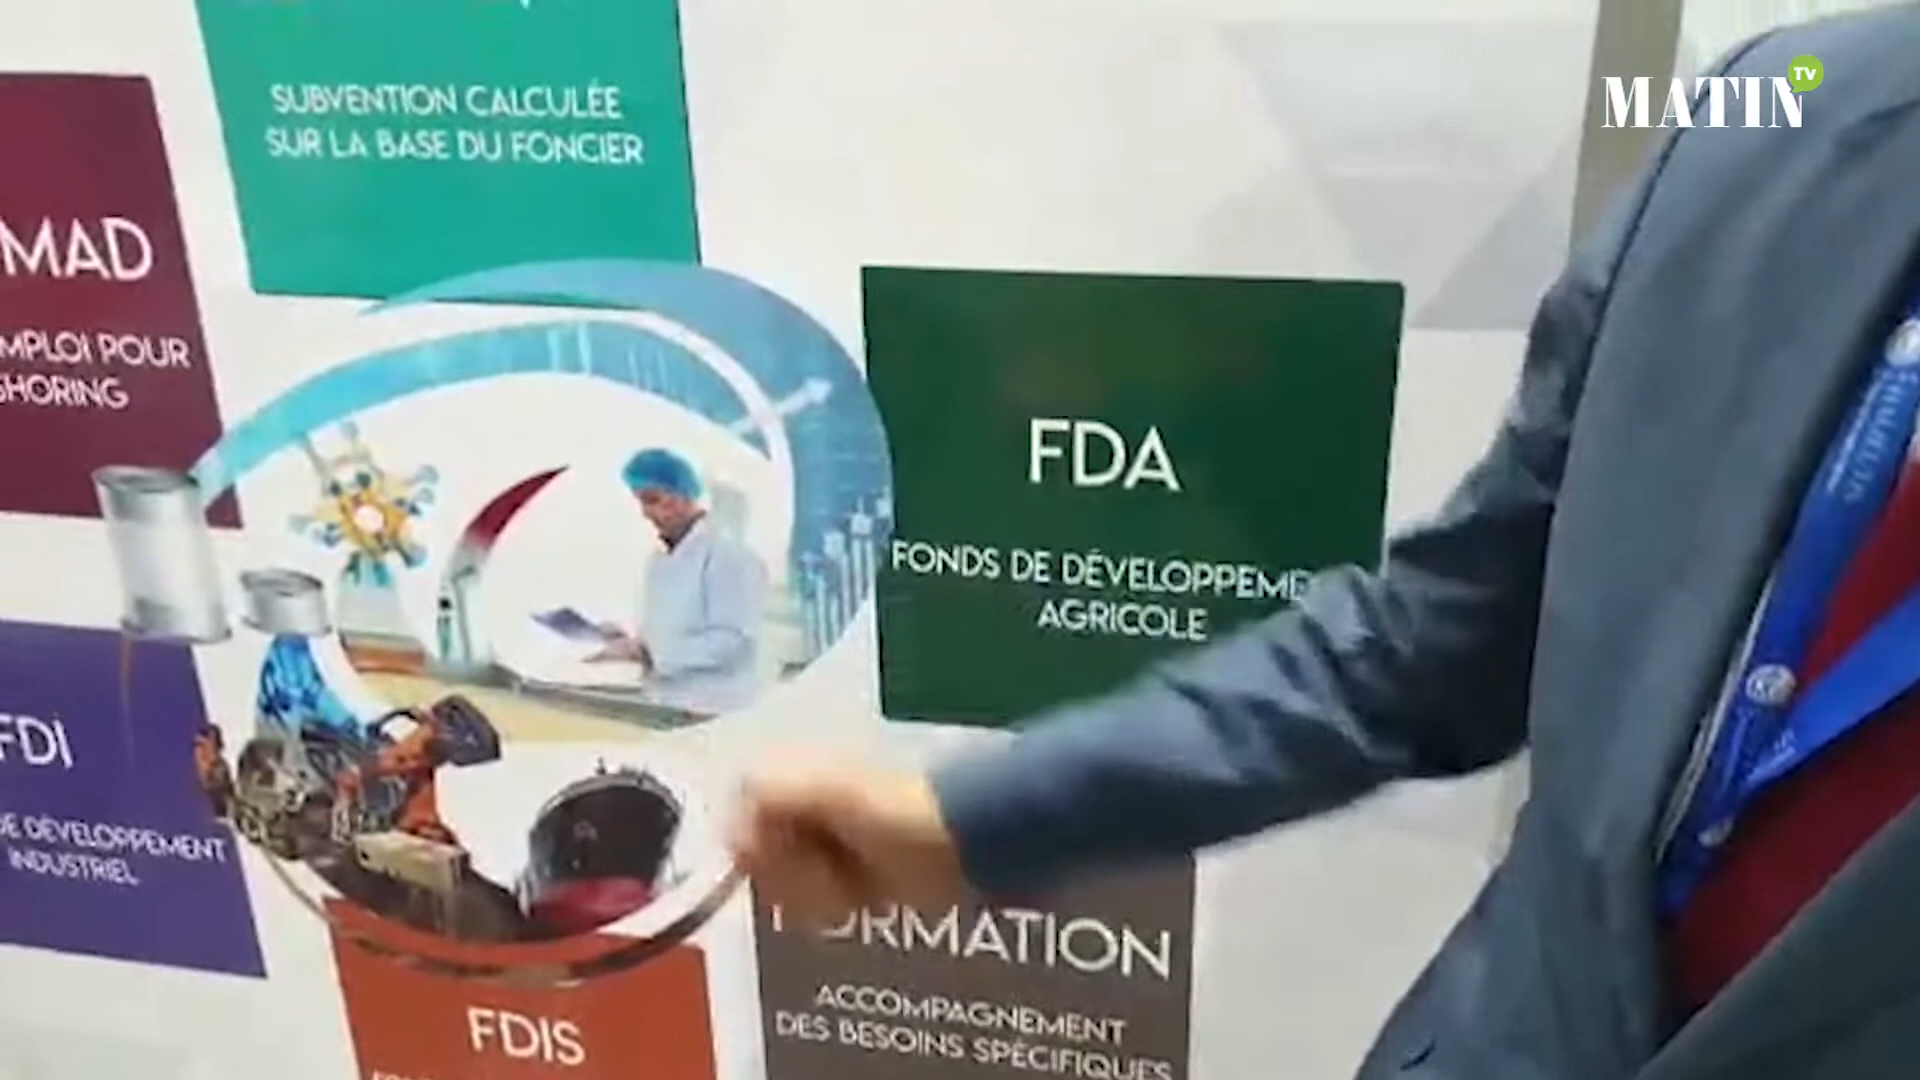 MATIN TV
SUBVENTION CALCULÉE
SUR LA BASE DU FONCIER
MAD
MPLOI POUR
SHORING
FDA
FONDS DE DÉVELOPPEME
AGRICOLE
FDI
DE DÉVELOPPEMENT
INDUSTRIEL
FORMATION
ACCOMPAGNEMENT
DES BESOINS SPÉCIFIQUES
FDIS